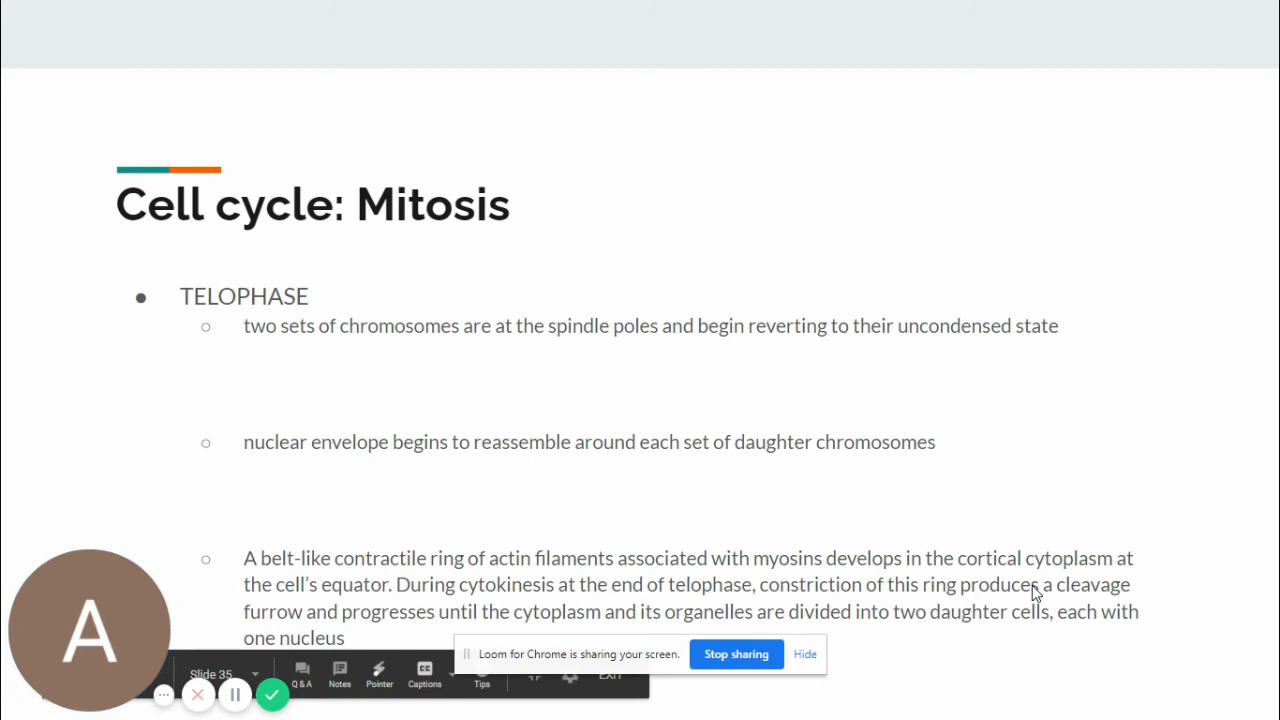 Cell cycle: Mitosis
● TELOPHASE
○ two sets of chromosomes are at the spindle poles and begin reverting to their uncondensed state
○ nuclear envelope begins to reassemble around each set of daughter chromosomes
○ A belt-like contractile ring of actin filaments associated with myosins develops in the cortical cytoplasm at
the cell’s equator. During cytokinesis at the end of telophase, constriction of this ring produces a cleavage
furrow and progresses until the cytoplasm and its organelles are divided into two daughter cells, each with
one nucleus
A
Loom for Chrome is sharing your screen. Stop sharing Hide
Slide 35
Q & A Notes Pointer Captions Tips EXIT